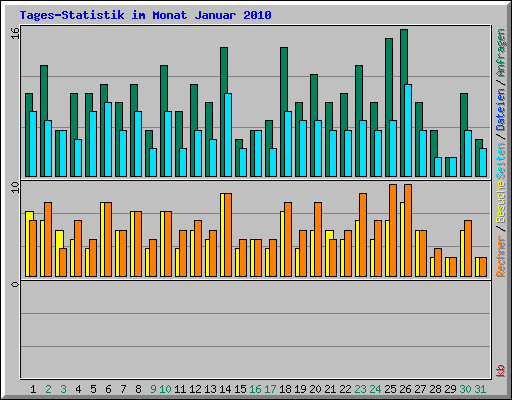 Tages-Statistik im Monat Januar 2010
16
10
0
Rechner / Besuche Seiten / Dateien / Anfragen
kb
1 2 3 4 5 6 7 8 9 10 11 12 13 14 15 16 17 18 19 20 21 22 23 24 25 26 27 28 29 30 31